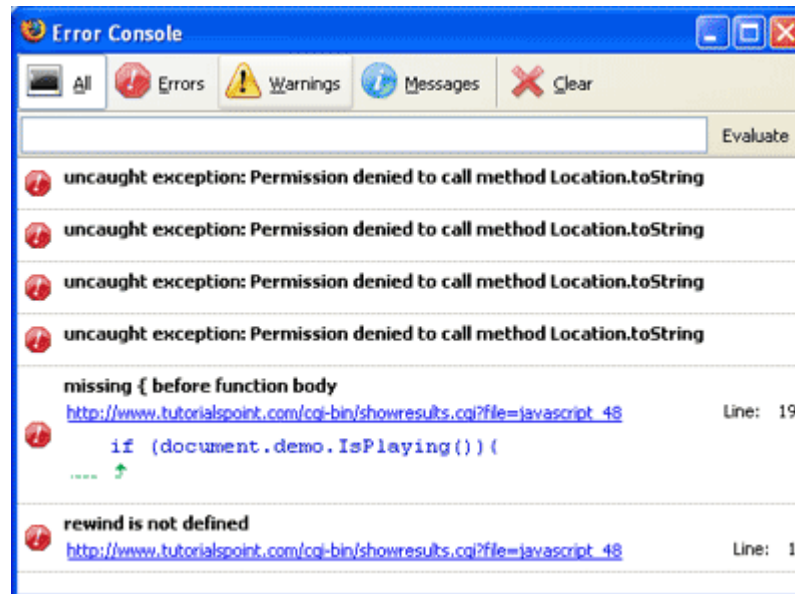 Error Console
All Errors Warnings Messages Clear
Evaluate
uncaught exception: Permission denied to call method Location.toString
uncaught exception: Permission denied to call method Location.toString
uncaught exception: Permission denied to call method Location.toString
uncaught exception: Permission denied to call method Location.toString
missing { before function body
http://www.tutorialspoint.com/cgi-bin/showresults.cgi?file=javascript_48 Line: 19
if (document.demo.IsPlaying()){
rewind is not defined
http://www.tutorialspoint.com/cgi-bin/showresults.cgi?file=javascript_48 Line: 1